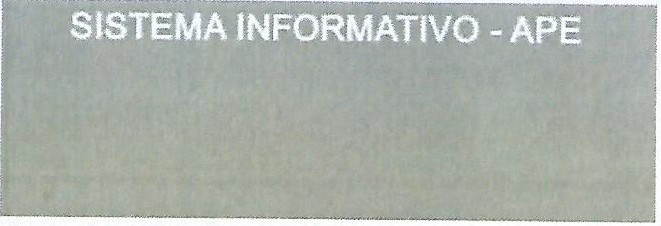 SISTEMA INFORMATIVO - APE